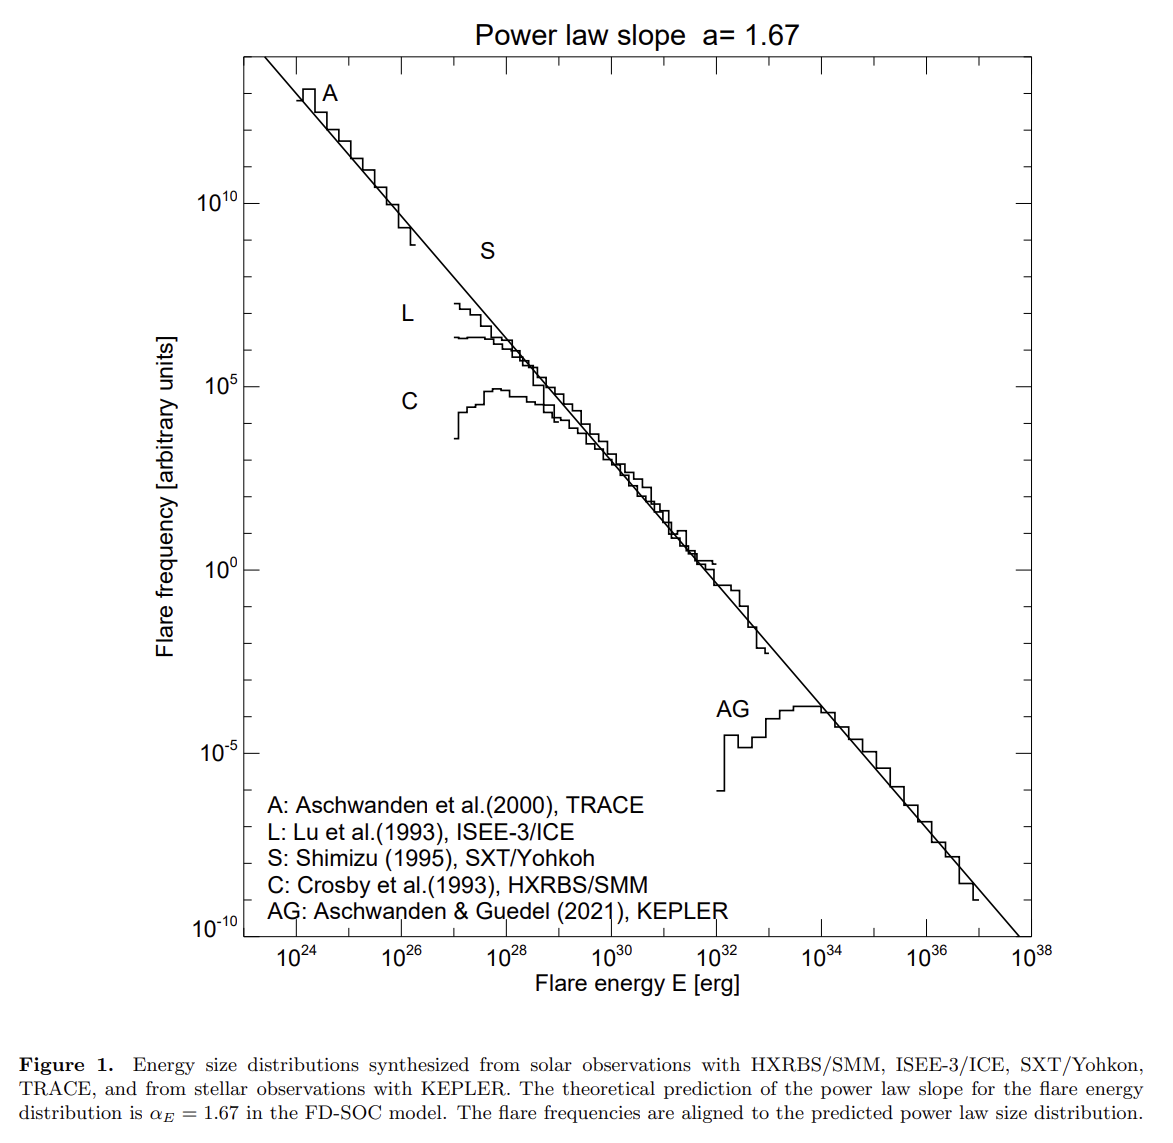 Power law slope  a= 1.67
A
S
L
C
AG
10^10
10^5
10^0
10^-5
10^-10
Flare frequency [arbitrary units]
A: Aschwanden et al.(2000), TRACE
L: Lu et al.(1993), ISEE-3/ICE
S: Shimizu (1995), SXT/Yohkoh
C: Crosby et al.(1993), HXRBS/SMM
AG: Aschwanden & Guedel (2021), KEPLER
10^24 10^26 10^28 10^30 10^32 10^34 10^36 10^38
Flare energy E [erg]
Figure 1. Energy size distributions synthesized from solar observations with HXRBS/SMM, ISEE-3/ICE, SXT/Yohkon,
TRACE, and from stellar observations with KEPLER. The theoretical prediction of the power law slope for the flare energy
distribution is α_E = 1.67 in the FD-SOC model. The flare frequencies are aligned to the predicted power law size distribution.